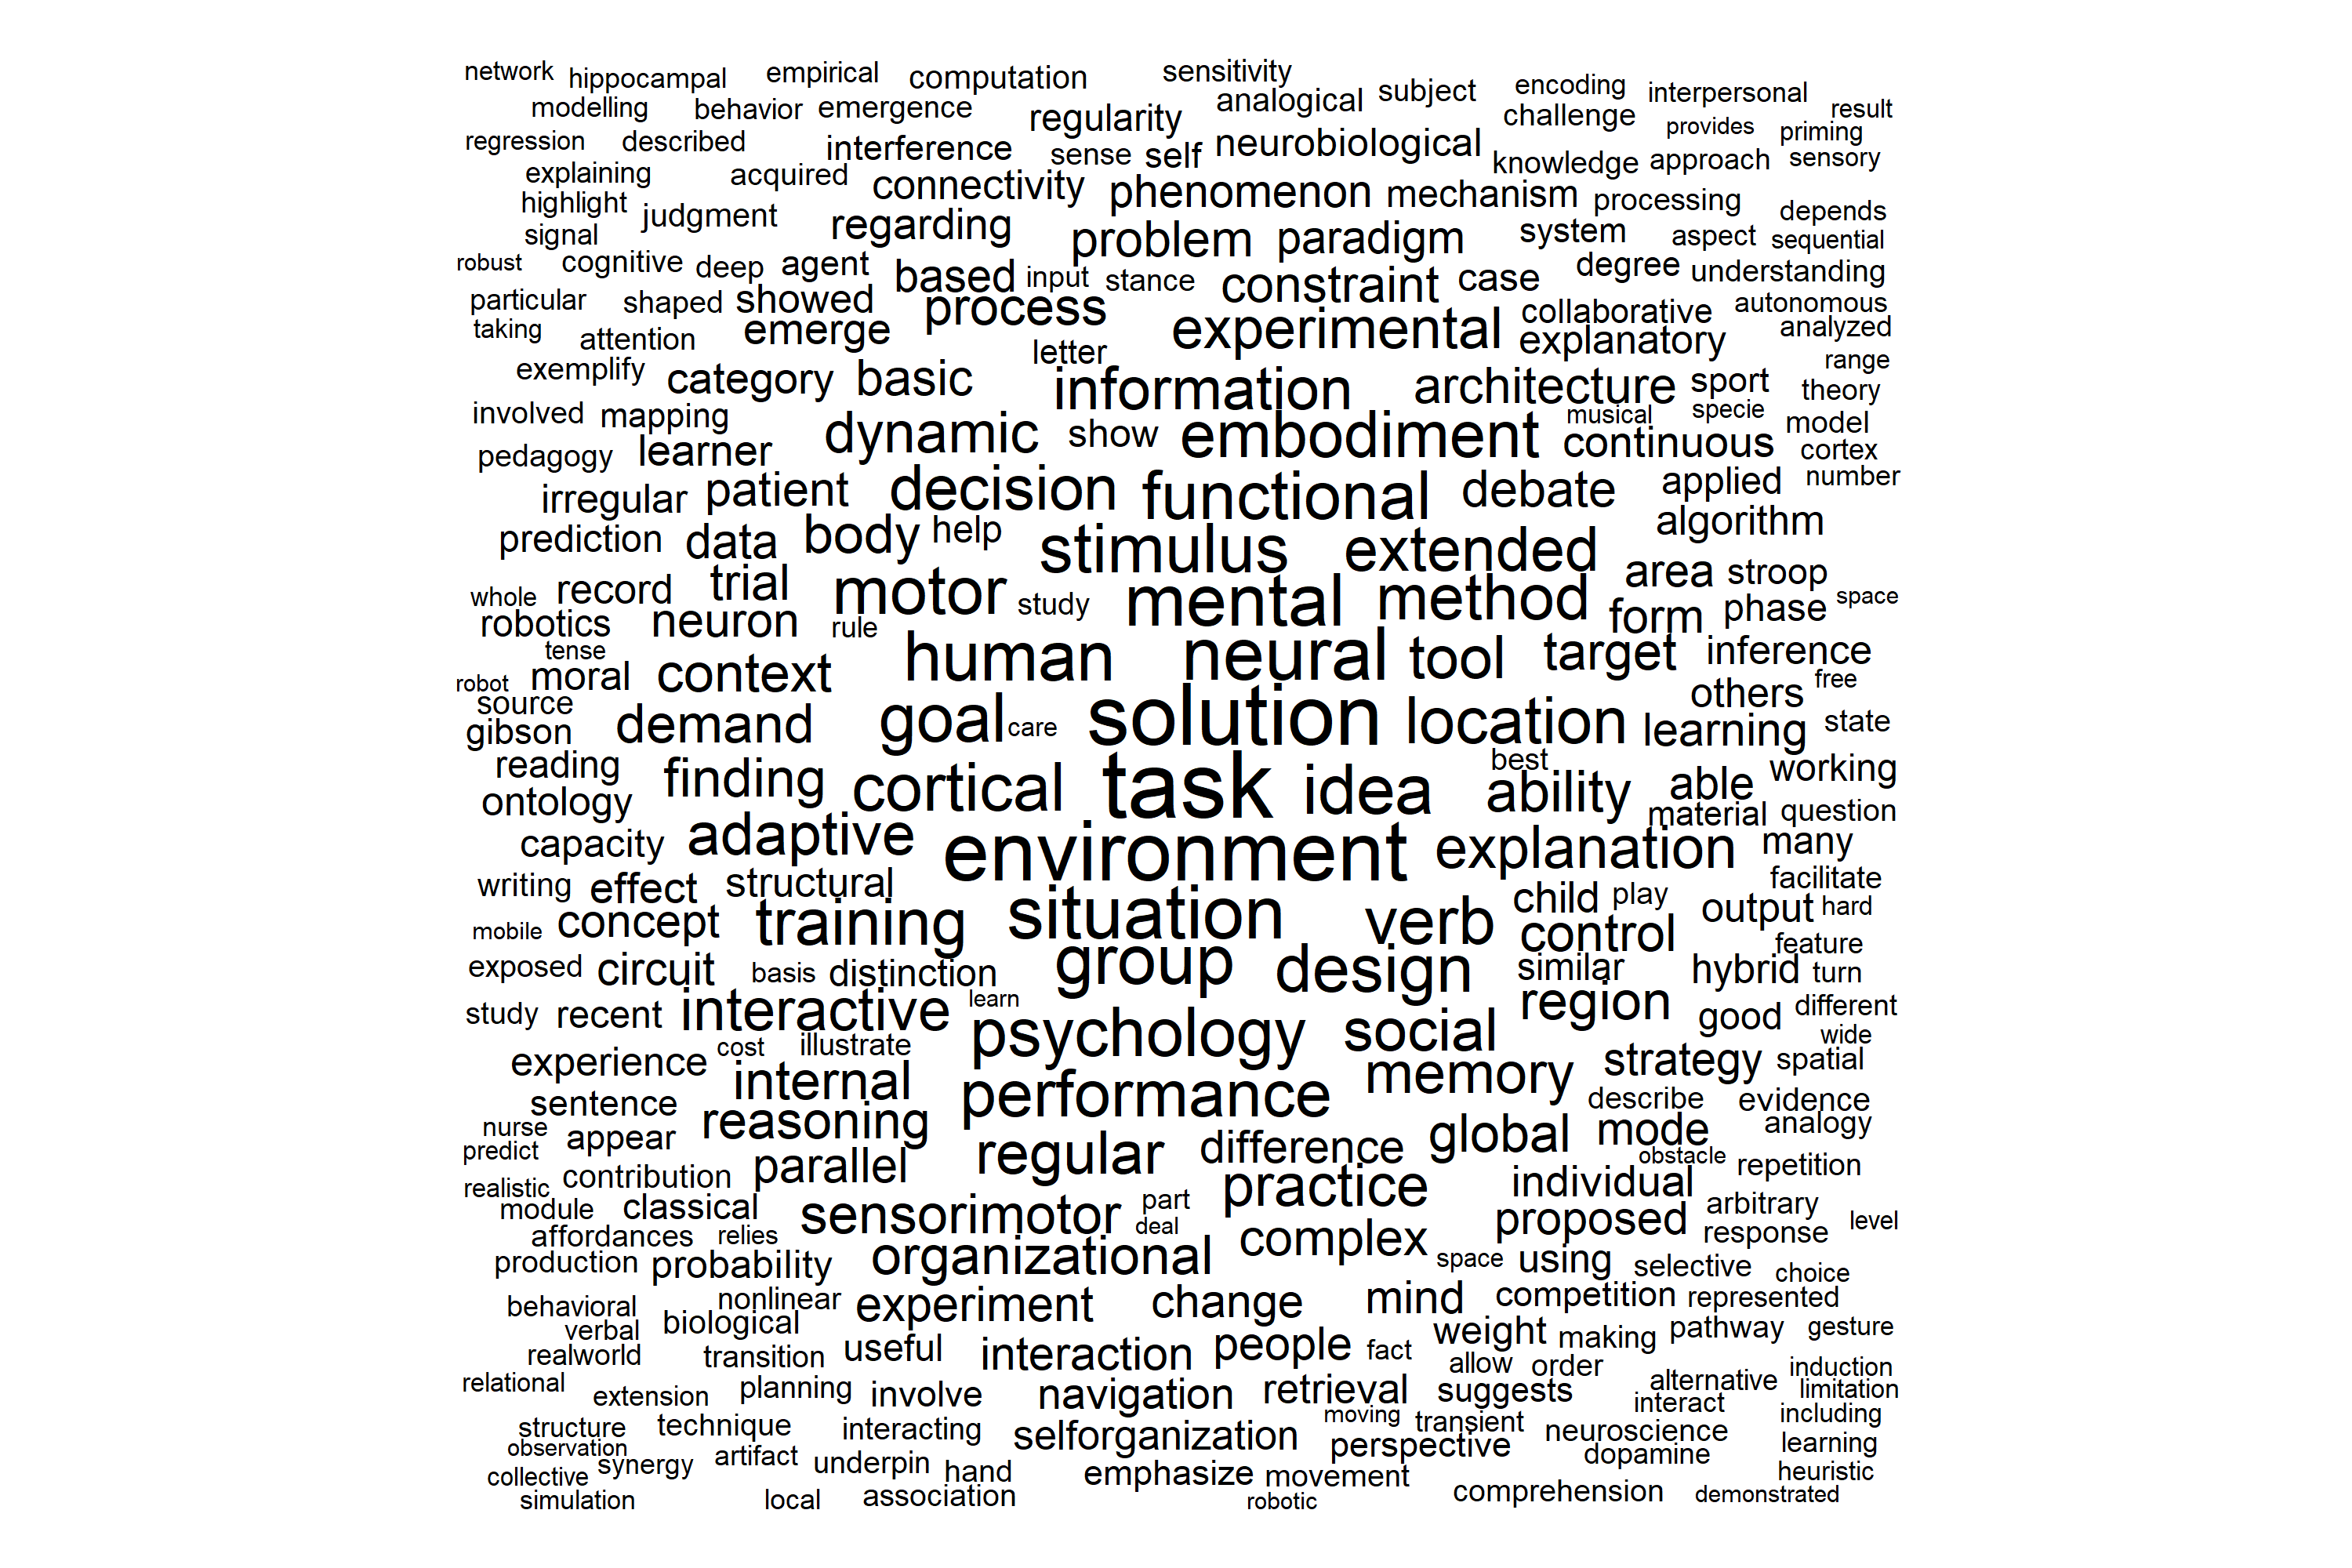 network hippocampal empirical computation sensitivity encoding interpersonal
modelling behavior emergence regularity analogical subject challenge provides result
regression described interference sense self neurobiological knowledge approach priming sensory
explaining acquired connectivity phenomenon mechanism processing
highlight judgment regarding problem paradigm system aspect depends
signal sequential
robust cognitive deep agent based input stance constraint case degree understanding
particular shaped showed process experimental collaborative autonomous
taking attention emerge letter explanatory analyzed
exemplify category basic information architecture sport range theory
involved mapping dynamic show embodiment musical specie model
pedagogy learner continuous cortex
irregular patient decision functional debate applied number
prediction data body help stimulus extended algorithm
whole record trial motor study mental method area stroop space
robotics neuron rule form phase
tense
robot moral context human neural tool target inference
source others free
gibson demand goal care solution location learning state
reading finding cortical task idea best ability able working
ontology material question
capacity adaptive environment explanation many
writing effect structural situation child play facilitate
mobile concept training verb control output hard
exposed circuit basis distinction group design similar hybrid feature turn
study recent interactive learn psychology social region good different
experience cost illustrate wide
internal performance memory strategy spatial
sentence reasoning describe evidence
nurse appear regular difference global mode analogy
predict
contribution parallel practice obstacle repetition
realistic individual
module classical sensorimotor part proposed arbitrary
affordances relies deal complex response level
production probability organizational space using selective choice
behavioral nonlinear experiment change mind competition represented
verbal biological weight making pathway gesture
realworld transition useful interaction people fact allow order induction
relational extension planning involve navigation retrieval suggests alternative limitation
structure technique interacting moving transient interact including
observation selforganization perspective neuroscience learning
collective synergy artifact underpin hand emphasize movement dopamine heuristic
simulation local association robotic comprehension demonstrated